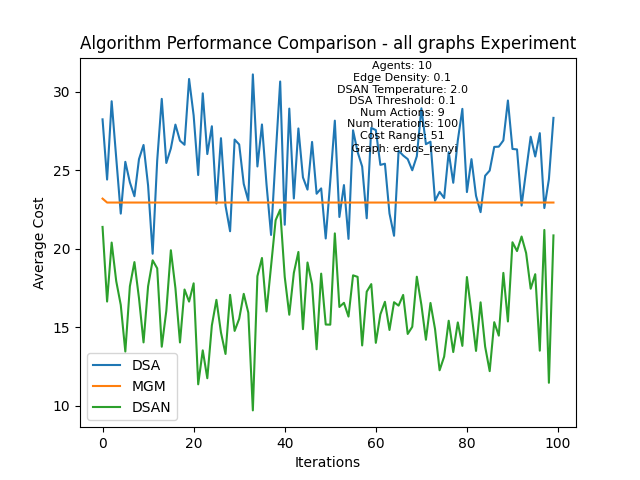 Algorithm Performance Comparison - all graphs Experiment
Agents: 10
Edge Density: 0.1
DSAN Temperature: 2.0
DSA Threshold: 0.1
Num Actions: 9
Num Iterations: 100
Cost Range: 51
Graph: erdos_renyi
Average Cost
30
25
20
15
10
DSA
MGM
DSAN
0
20
40
60
80
100
Iterations